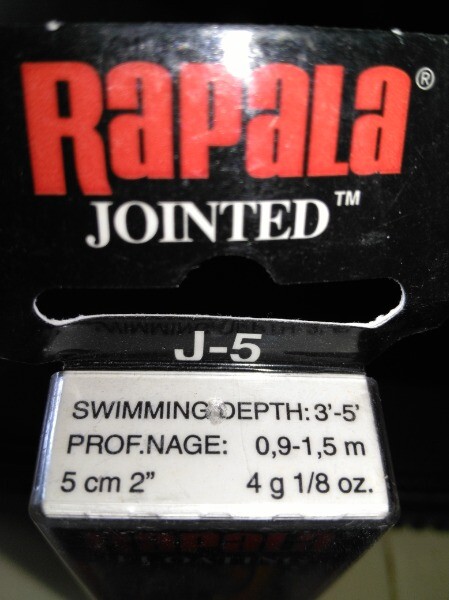 Rapala®
JOINTED™
J-5
SWIMMING DEPTH: 3'-5'
PROF.NAGE: 0,9-1,5 m
5 cm 2" 4 g 1/8 oz.
Rapala